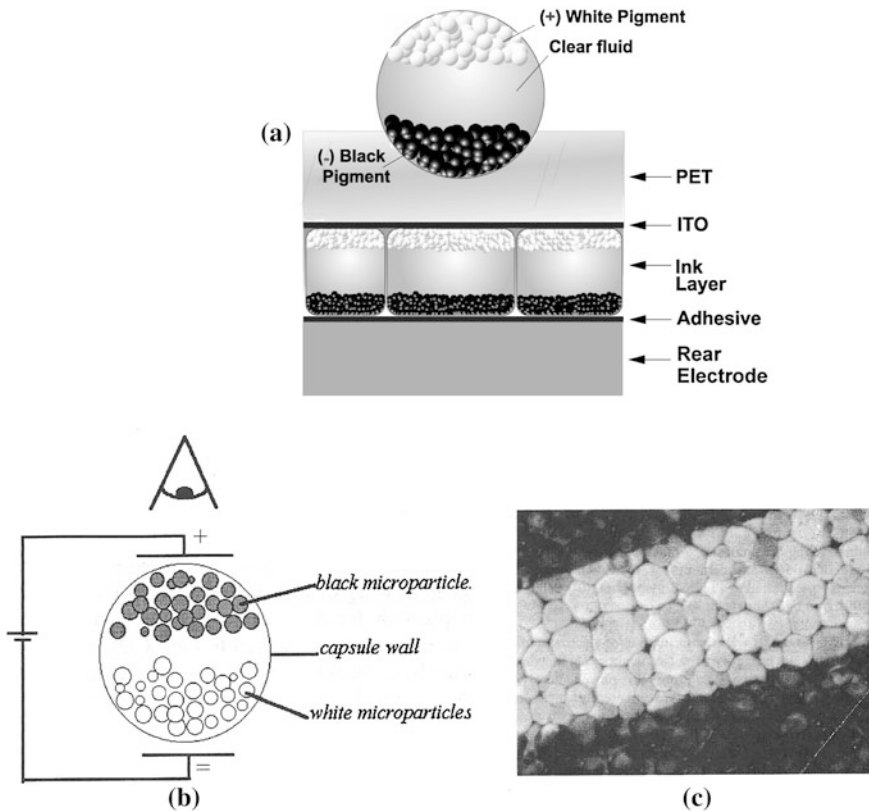 (+) White Pigment
Clear fluid
(a)
(-) Black
Pigment
PET
ITO
Ink
Layer
Adhesive
Rear
Electrode
+
black microparticle.
capsule wall
white microparticles
=
(b)
(c)